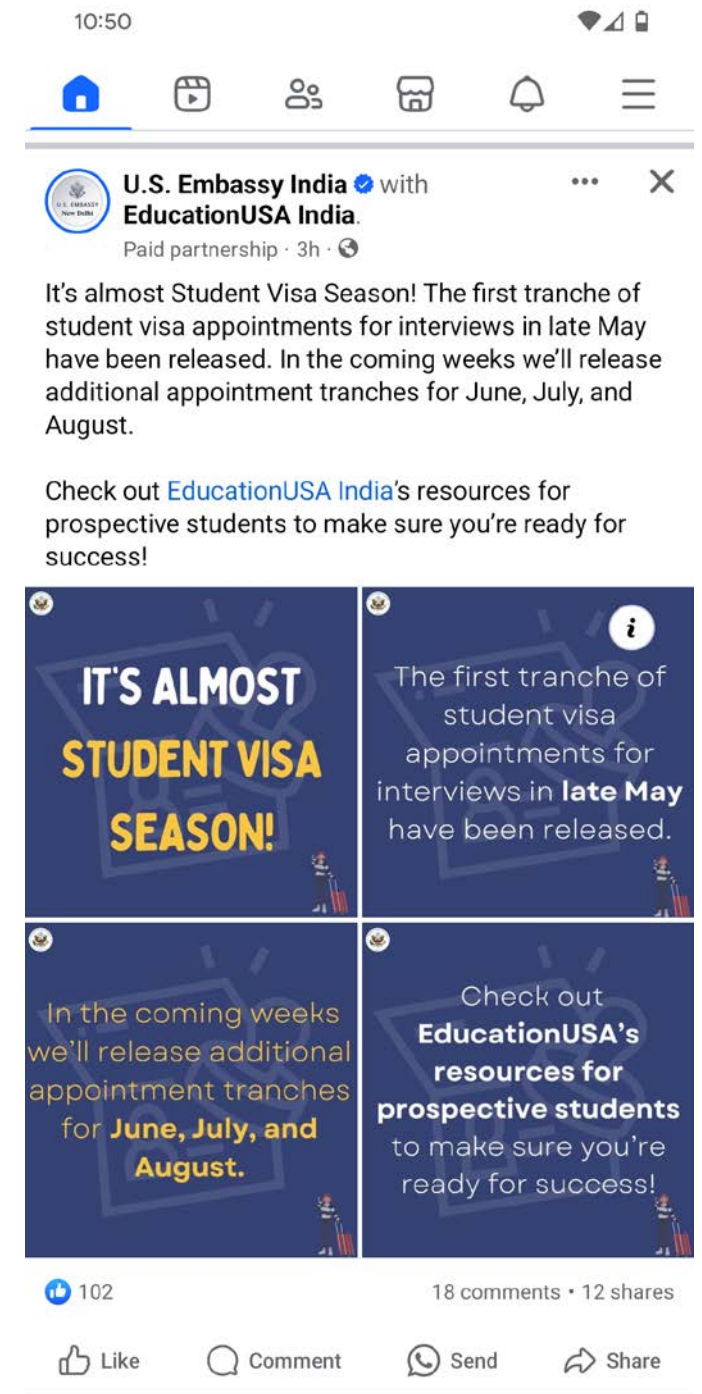 10:50
U.S. EMBASSY
New Delhi
U.S. Embassy India with
EducationUSA India.
Paid partnership · 3h ·
It's almost Student Visa Season! The first tranche of
student visa appointments for interviews in late May
have been released. In the coming weeks we'll release
additional appointment tranches for June, July, and
August.
Check out EducationUSA India's resources for
prospective students to make sure you're ready for
success!
IT'S ALMOST
STUDENT VISA
SEASON!
i
The first tranche of
student visa
appointments for
interviews in late May
have been released.
In the coming weeks
we'll release additional
appointment tranches
for June, July, and
August.
Check out
EducationUSA's
resources for
prospective students
to make sure you're
ready for success!
102
18 comments • 12 shares
Like
Comment
Send
Share